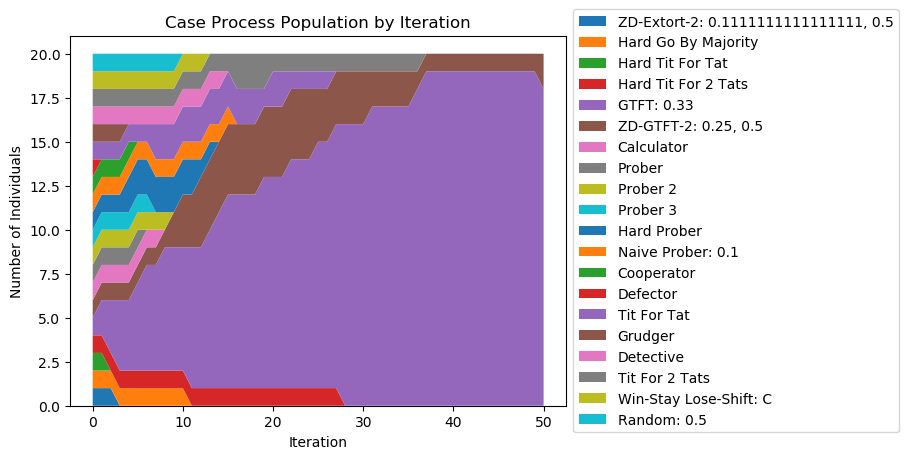 Case Process Population by Iteration
Number of Individuals
20.0
17.5
15.0
12.5
10.0
7.5
5.0
2.5
0.0
0 10 20 30 40 50
Iteration
ZD-Extort-2: 0.1111111111111111, 0.5
Hard Go By Majority
Hard Tit For Tat
Hard Tit For 2 Tats
GTFT: 0.33
ZD-GTFT-2: 0.25, 0.5
Calculator
Prober
Prober 2
Prober 3
Hard Prober
Naive Prober: 0.1
Cooperator
Defector
Tit For Tat
Grudger
Detective
Tit For 2 Tats
Win-Stay Lose-Shift: C
Random: 0.5